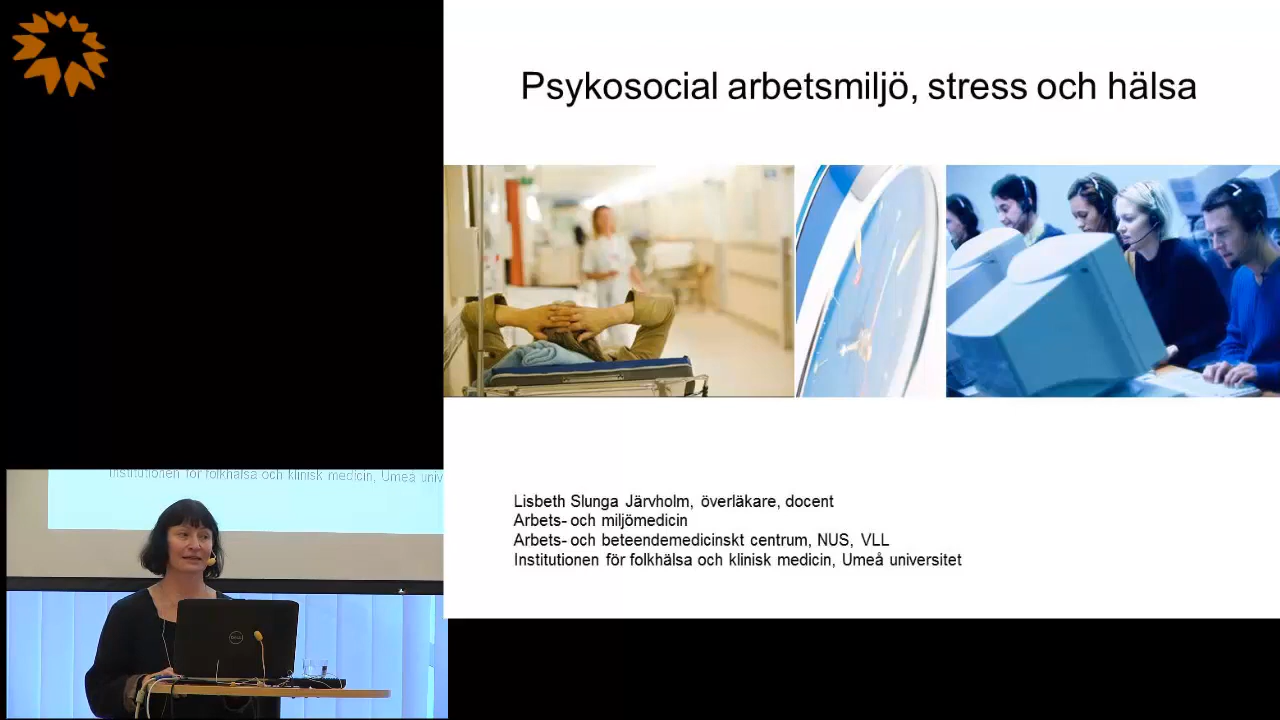 Psykosocial arbetsmiljö, stress och hälsa
Lisbeth Slunga Järvholm, överläkare, docent
Arbets- och miljömedicin
Arbets- och beteendemedicinskt centrum, NUS, VLL
Institutionen för folkhälsa och klinisk medicin, Umeå universitet
Institutionen för folkhälsa och klinisk medicin, Umeå univ
DELL